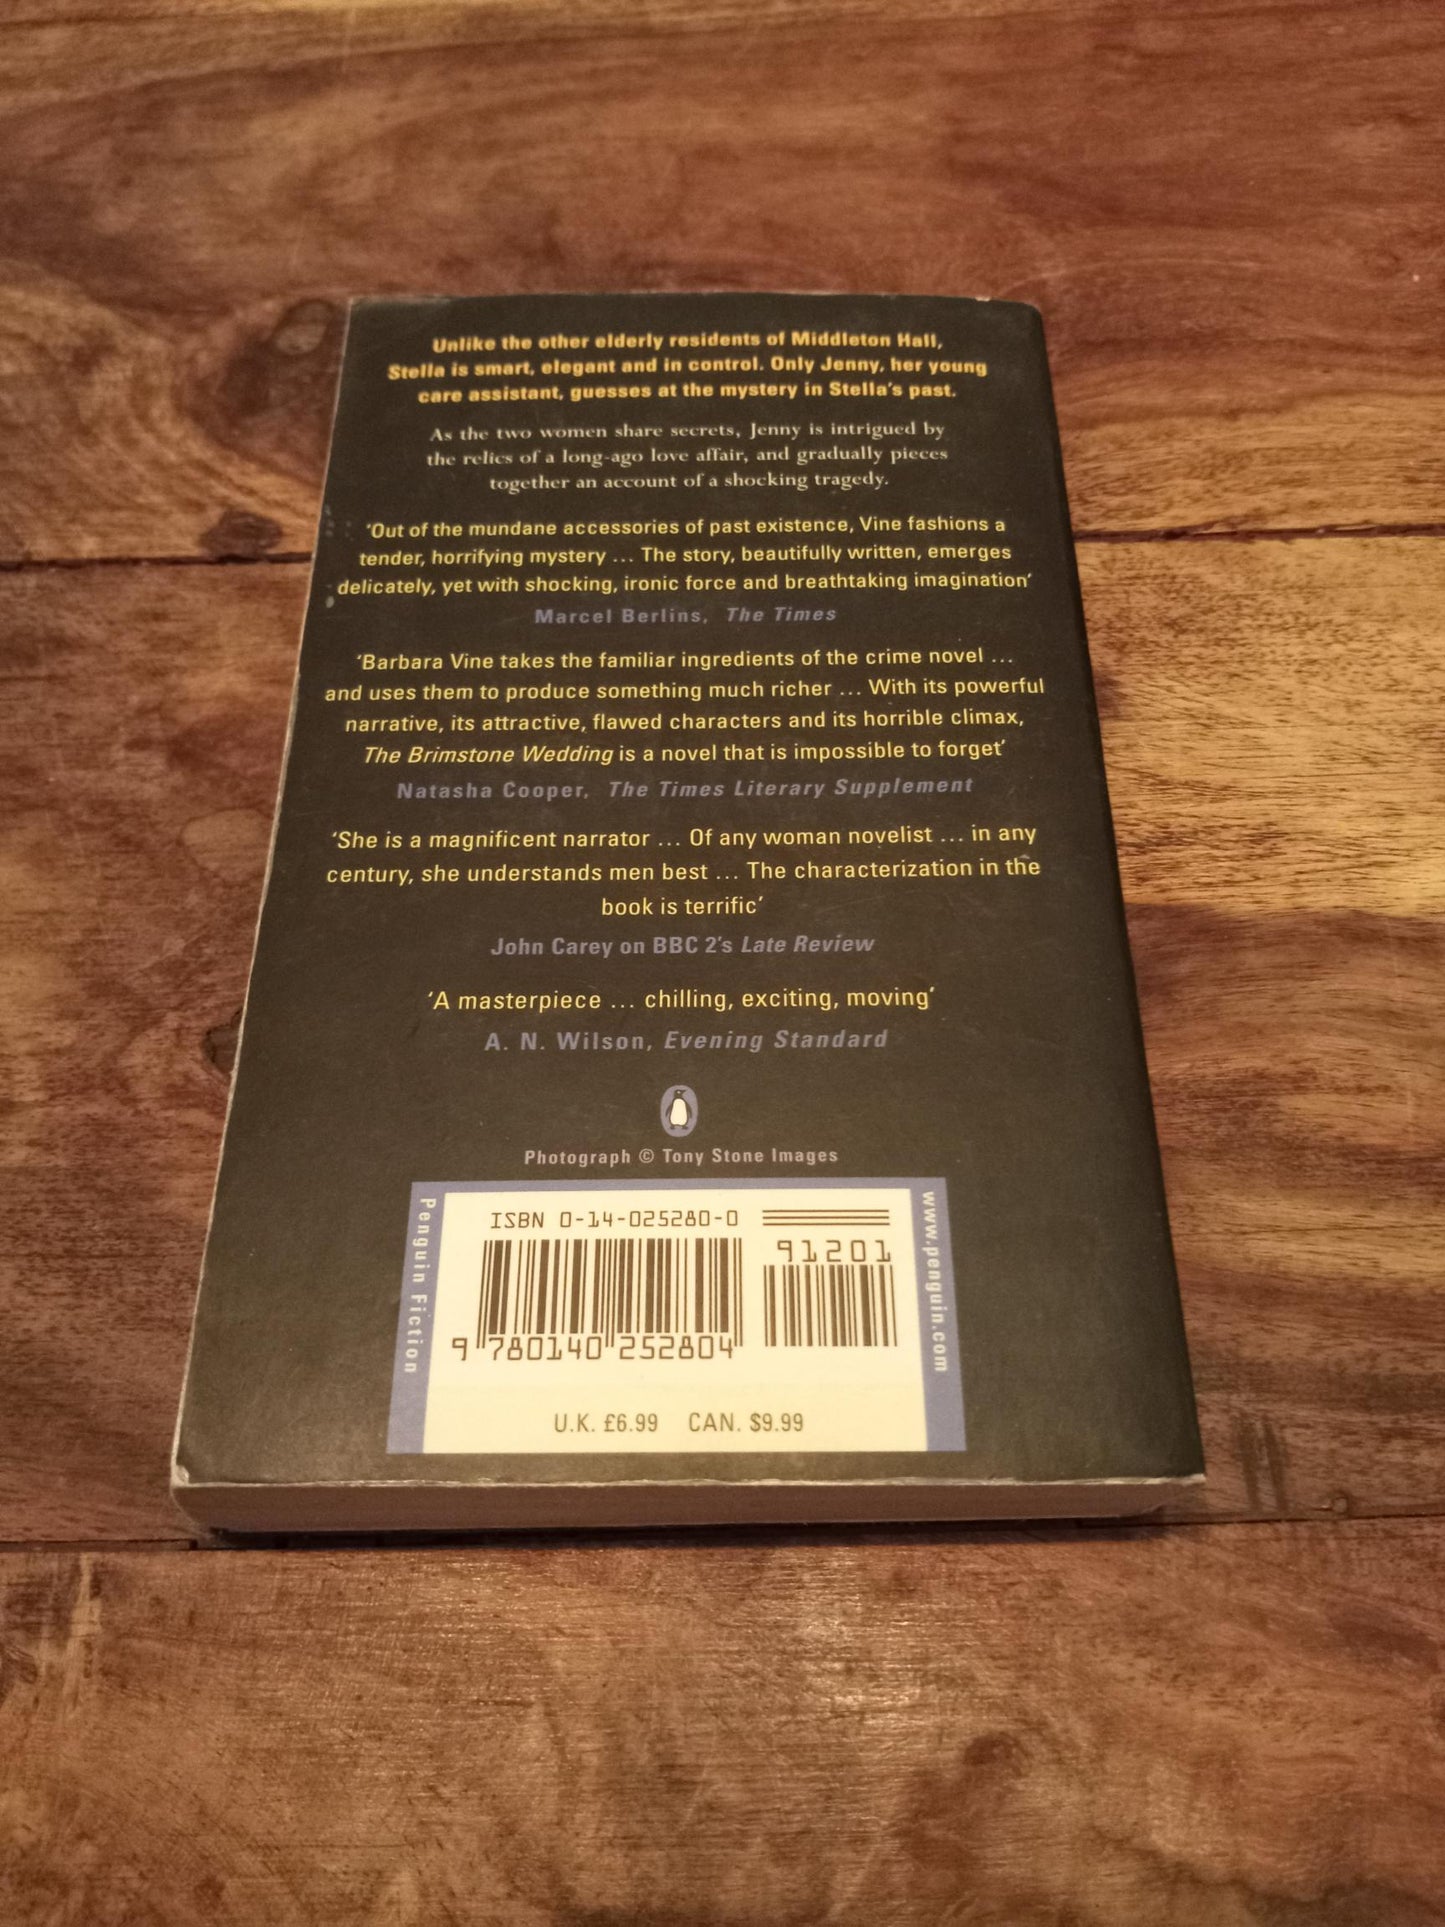 Unlike the other elderly residents of Middleton Hall,
Stella is smart, elegant and in control. Only Jenny, her young
care assistant, guesses at the mystery in Stella's past.
As the two women share secrets, Jenny is intrigued by
the relics of a long-ago love affair, and gradually pieces
together an account of a shocking tragedy.
'Out of the mundane accessories of past existence, Vine fashions a
tender, horrifying mystery ... The story, beautifully written, emerges
delicately, yet with shocking, ironic force and breathtaking imagination'
Marcel Berlins, The Times
'Barbara Vine takes the familiar ingredients of the crime novel ...
and uses them to produce something much richer ... With its powerful
narrative, its attractive, flawed characters and its horrible climax,
The Brimstone Wedding is a novel that is impossible to forget'
Natasha Cooper, The Times Literary Supplement
'She is a magnificent narrator ... Of any woman novelist ... in any
century, she understands men best ... The characterization in the
book is terrific'
John Carey on BBC 2's Late Review
'A masterpiece ... chilling, exciting, moving'
A. N. Wilson, Evening Standard
Photograph © Tony Stone Images
Penguin Fiction
ISBN 0-14-025280-0
91201
9 780140 252804
U.K. £6.99 CAN. $9.99
www.penguin.com